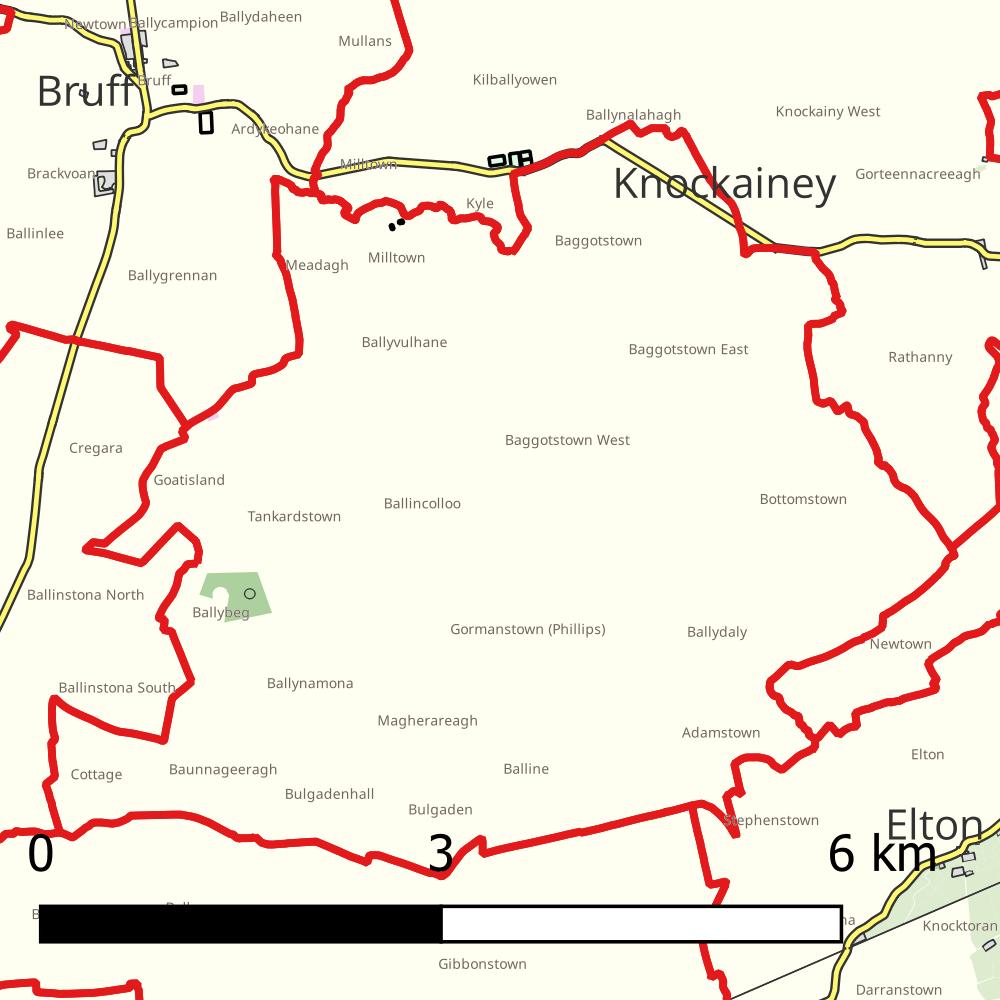 Newtown
Ballycampion
Ballydaheen
Mullans
Bruff
Bruff
Kilballyowen
Ballynalahagh
Knockainy West
Ardykeohane
Milltown
Brackvoan
Gorteennacreeagh
Knockainey
Kyle
Ballinlee
Baggotstown
Meadagh
Milltown
Ballygrennan
Ballyvulhane
Baggotstown East
Rathanny
Cregara
Baggotstown West
Goatisland
Ballincolloo
Bottomstown
Tankardstown
Ballinstona North
Ballybeg
Gormanstown (Phillips)
Ballydaly
Newtown
Ballinstona South
Ballynamona
Magherareagh
Adamstown
Elton
Cottage
Baunnageeragh
Balline
Bulgadenhall
Bulgaden
Stephenstown
Elton
0 3 6 km
Knocktoran
Gibbonstown
Darranstown